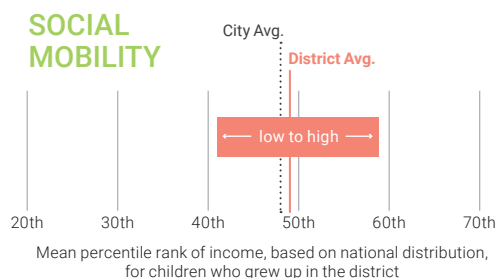 SOCIAL
MOBILITY
City Avg.
District Avg.
low to high
20th 30th 40th 50th 60th 70th
Mean percentile rank of income, based on national distribution,
for children who grew up in the district